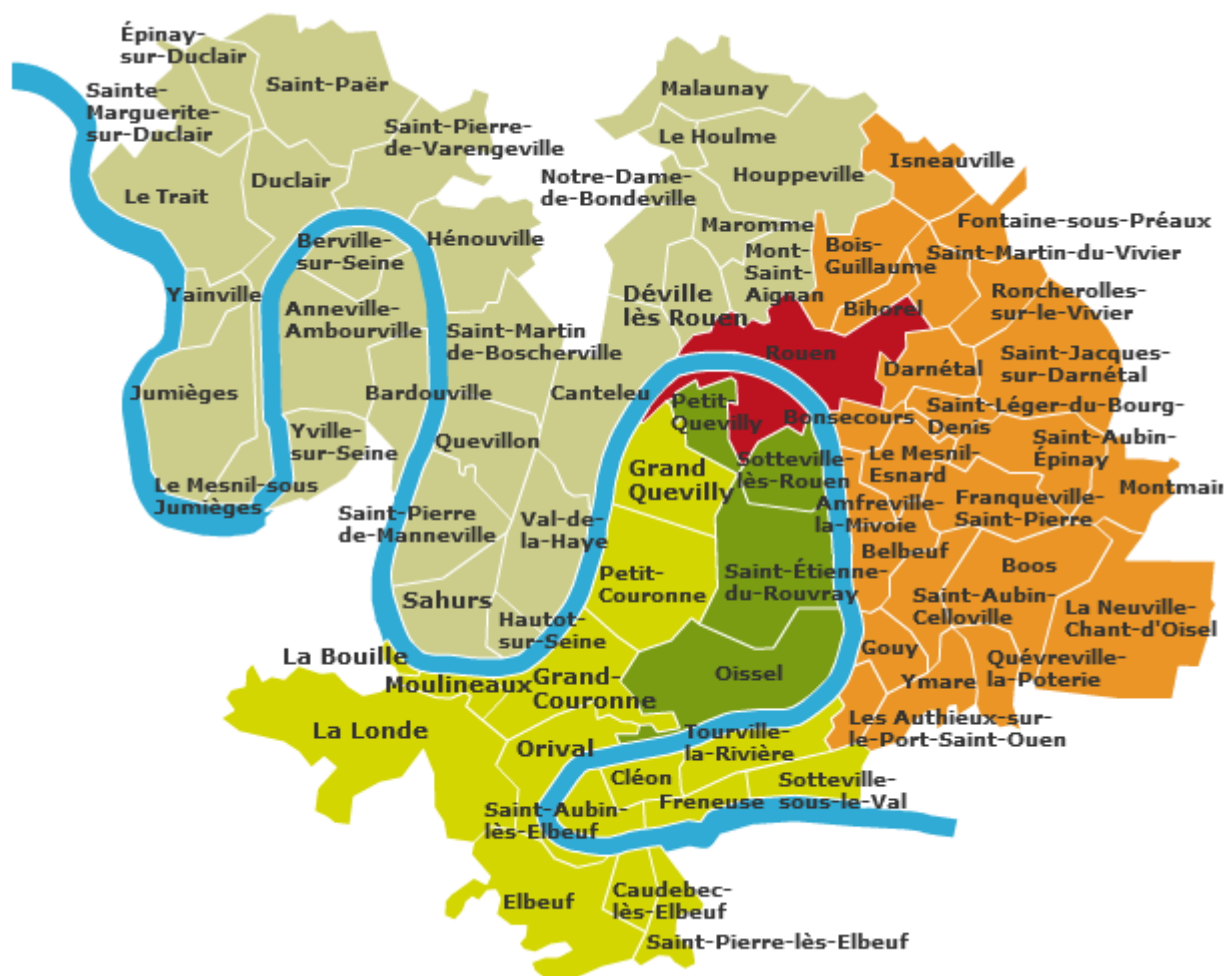 Épinay-
sur-Duclair
Saint-Paër
Sainte-
Marguerite-
sur-Duclair
Saint-Pierre-
de-Varengeville
Le Trait
Duclair
Malaunay
Le Houlme
Houppeville
Notre-Dame-
de-Bondeville
Maromme
Mont-
Saint-
Aignan
Isneauville
Fontaine-sous-Préaux
Bois-
Guillaume
Saint-Martin-du-Vivier
Berville-
sur-Seine
Hénouville
Yainville
Anneville-
Ambourville
Déville
lès Rouen
Bihorel
Roncherolles-
sur-le-Vivier
Saint-Martin
de-Boscherville
Rouen
Darnétal
Saint-Jacques-
sur-Darnétal
Jumièges
Bardouville
Canteleu
Petit-
Quevilly
Bonsecours
Saint-Léger-du-Bourg-
Denis
Yville-
sur-Seine
Quevillon
Grand
Quevilly
Sotteville-
lès-Rouen
Le Mesnil-
Esnard
Saint-Aubin-
Épinay
Le Mesnil-sous
Jumièges
Saint-Pierre
de-Manneville
Val-de-
la-Haye
Amfreville-
la-Mivoie
Franqueville-
Saint-Pierre
Montmain
Belbeuf
Boos
Petit-
Couronne
Saint-Étienne-
du-Rouvray
Saint-Aubin-
Celloville
La Neuville-
Chant-d'Oisel
Sahurs
Hautot-
sur-Seine
Gouy
Quévreville-
la-Poterie
La Bouille
Moulineaux
Grand-
Couronne
Oissel
Ymare
La Londe
Orival
Tourville-
la-Rivière
Les Authieux-sur-
le-Port-Saint-Ouen
Cléon
Sotteville-
sous-le-Val
Freneuse
Saint-Aubin-
lès-Elbeuf
Elbeuf
Caudebec-
lès-Elbeuf
Saint-Pierre-lès-Elbeuf